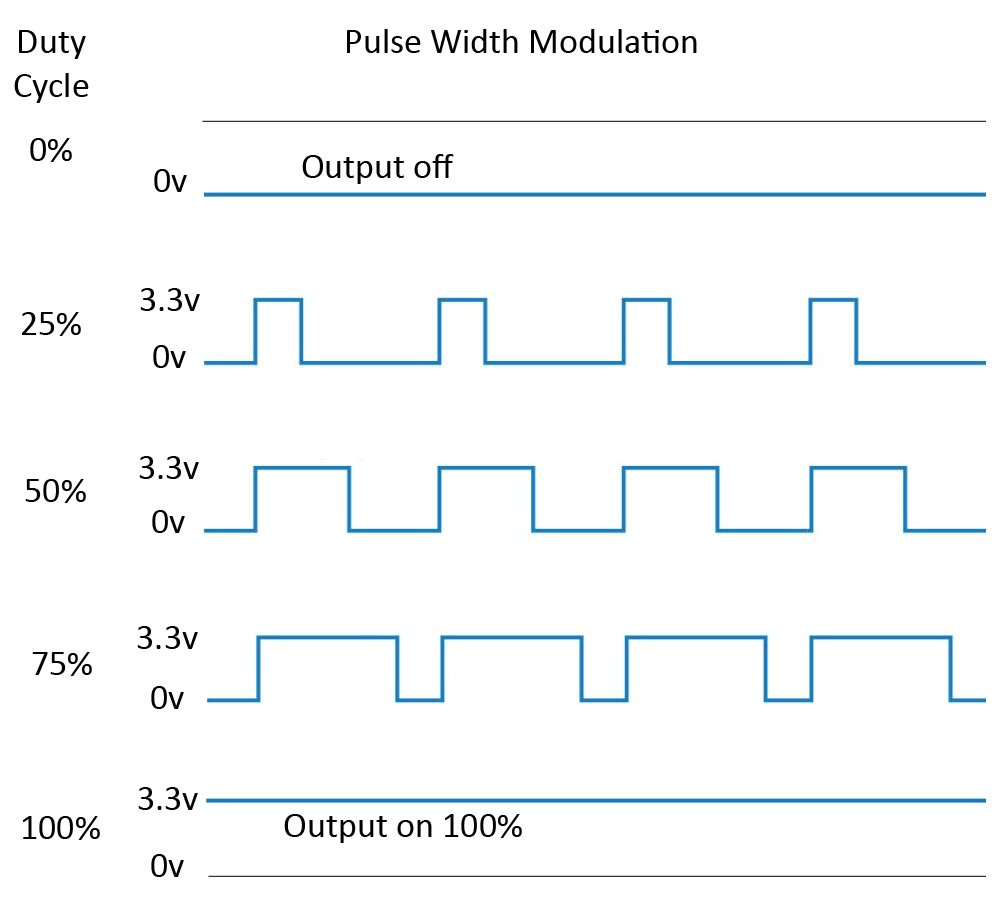 Duty
Cycle
Pulse Width Modulation
0%
0v
Output off
25%
3.3v
0v
50%
3.3v
0v
75%
3.3v
0v
100%
3.3v
Output on 100%
0v